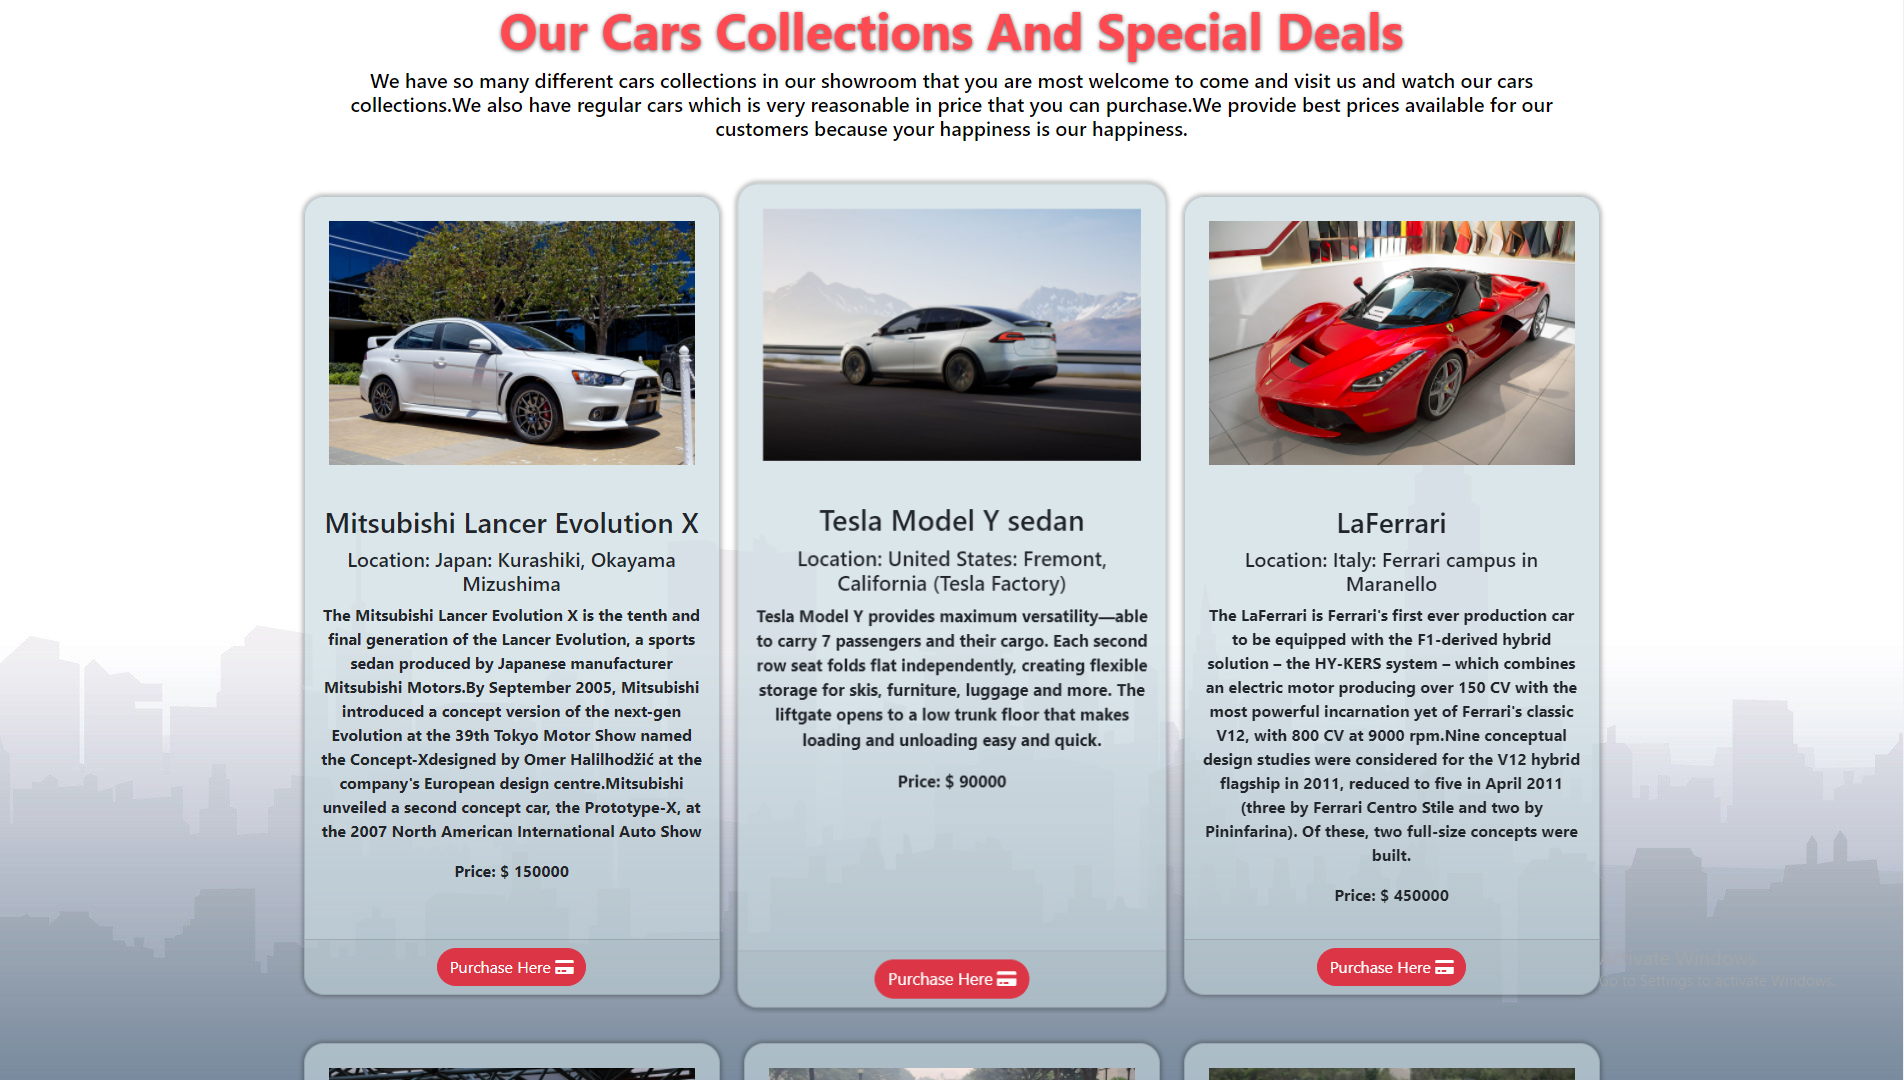 Our Cars Collections And Special Deals
We have so many different cars collections in our showroom that you are most welcome to come and visit us and watch our cars
collections.We also have regular cars which is very reasonable in price that you can purchase.We provide best prices available for our
customers because your happiness is our happiness.
Mitsubishi Lancer Evolution X
Location: Japan: Kurashiki, Okayama
Mizushima
The Mitsubishi Lancer Evolution X is the tenth and
final generation of the Lancer Evolution, a sports
sedan produced by Japanese manufacturer
Mitsubishi Motors.By September 2005, Mitsubishi
introduced a concept version of the next-gen
Evolution at the 39th Tokyo Motor Show named
the Concept-Xdesigned by Omer Halilhodžić at the
company's European design centre.Mitsubishi
unveiled a second concept car, the Prototype-X, at
the 2007 North American International Auto Show
Price: $ 150000
Purchase Here
Tesla Model Y sedan
Location: United States: Fremont,
California (Tesla Factory)
Tesla Model Y provides maximum versatility—able
to carry 7 passengers and their cargo. Each second
row seat folds flat independently, creating flexible
storage for skis, furniture, luggage and more. The
liftgate opens to a low trunk floor that makes
loading and unloading easy and quick.
Price: $ 90000
Purchase Here
LaFerrari
Location: Italy: Ferrari campus in
Maranello
The LaFerrari is Ferrari's first ever production car
to be equipped with the F1-derived hybrid
solution – the HY-KERS system – which combines
an electric motor producing over 150 CV with the
most powerful incarnation yet of Ferrari's classic
V12, with 800 CV at 9000 rpm.Nine conceptual
design studies were considered for the V12 hybrid
flagship in 2011, reduced to five in April 2011
(three by Ferrari Centro Stile and two by
Pininfarina). Of these, two full-size concepts were
built.
Price: $ 450000
Purchase Here
Activate Windows
Go to Settings to activate Windows.